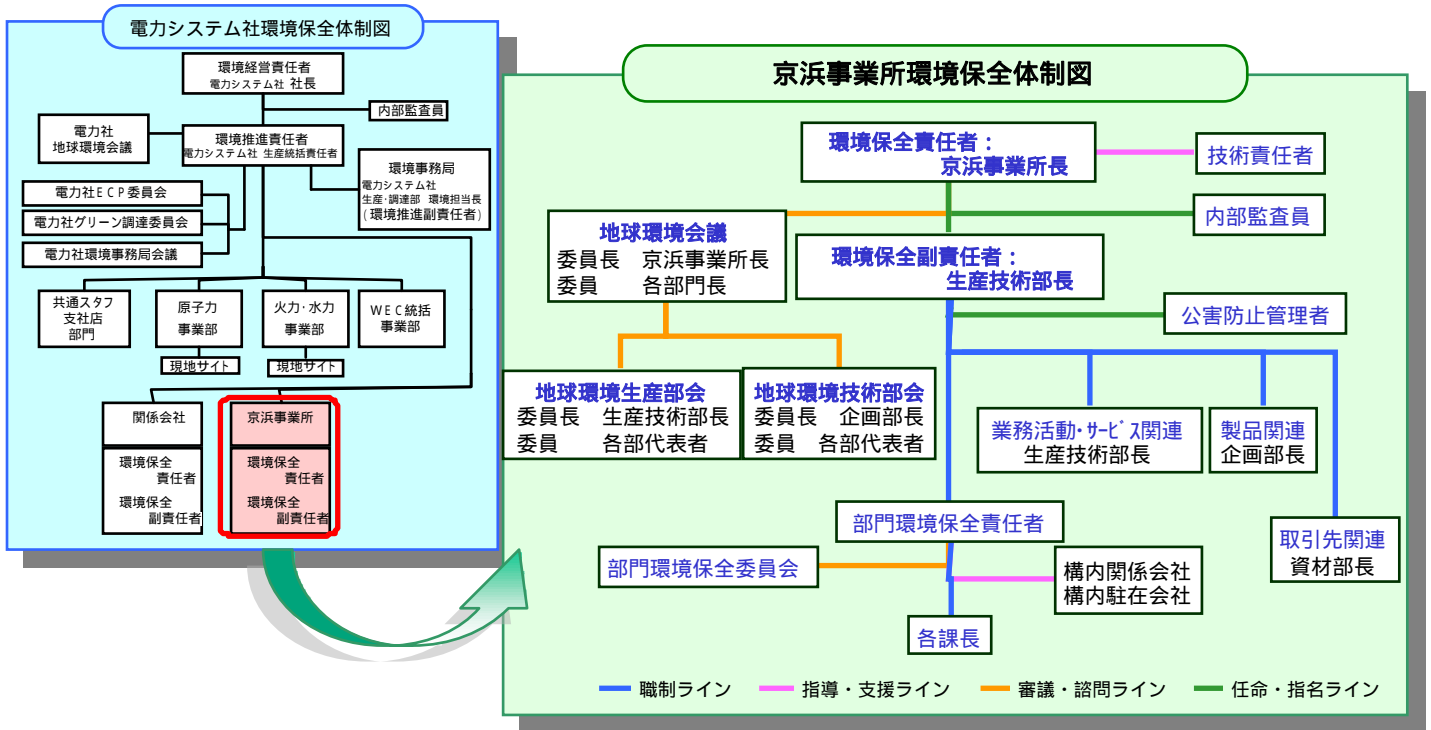 電力システム社環境保全体制図
環境経営責任者
電力システム社 社長
内部監査員
電力社
地球環境会議
環境推進責任者
電力システム社 生産統括責任者
環境事務局
電力システム社
生産・調達部 環境担当長
(環境推進副責任者)
電力社ECP委員会
電力社グリーン調達委員会
電力社環境事務局会議
共通スタフ
支社店
部門
原子力
事業部
火力・水力
事業部
WEC統括
事業部
現地サイト
現地サイト
関係会社
環境保全
責任者
環境保全
副責任者
京浜事業所
環境保全
責任者
環境保全
副責任者
京浜事業所環境保全体制図
環境保全責任者：
京浜事業所長
技術責任者
内部監査員
地球環境会議
委員長 京浜事業所長
委員 各部門長
環境保全副責任者：
生産技術部長
公害防止管理者
地球環境生産部会
委員長 生産技術部長
委員 各部代表者
地球環境技術部会
委員長 企画部長
委員 各部代表者
業務活動・ｻｰﾋﾞｽ関連
生産技術部長
製品関連
企画部長
取引先関連
資材部長
部門環境保全責任者
部門環境保全委員会
構内関係会社
構内駐在会社
各課長
職制ライン
指導・支援ライン
審議・諮問ライン
任命・指名ライン